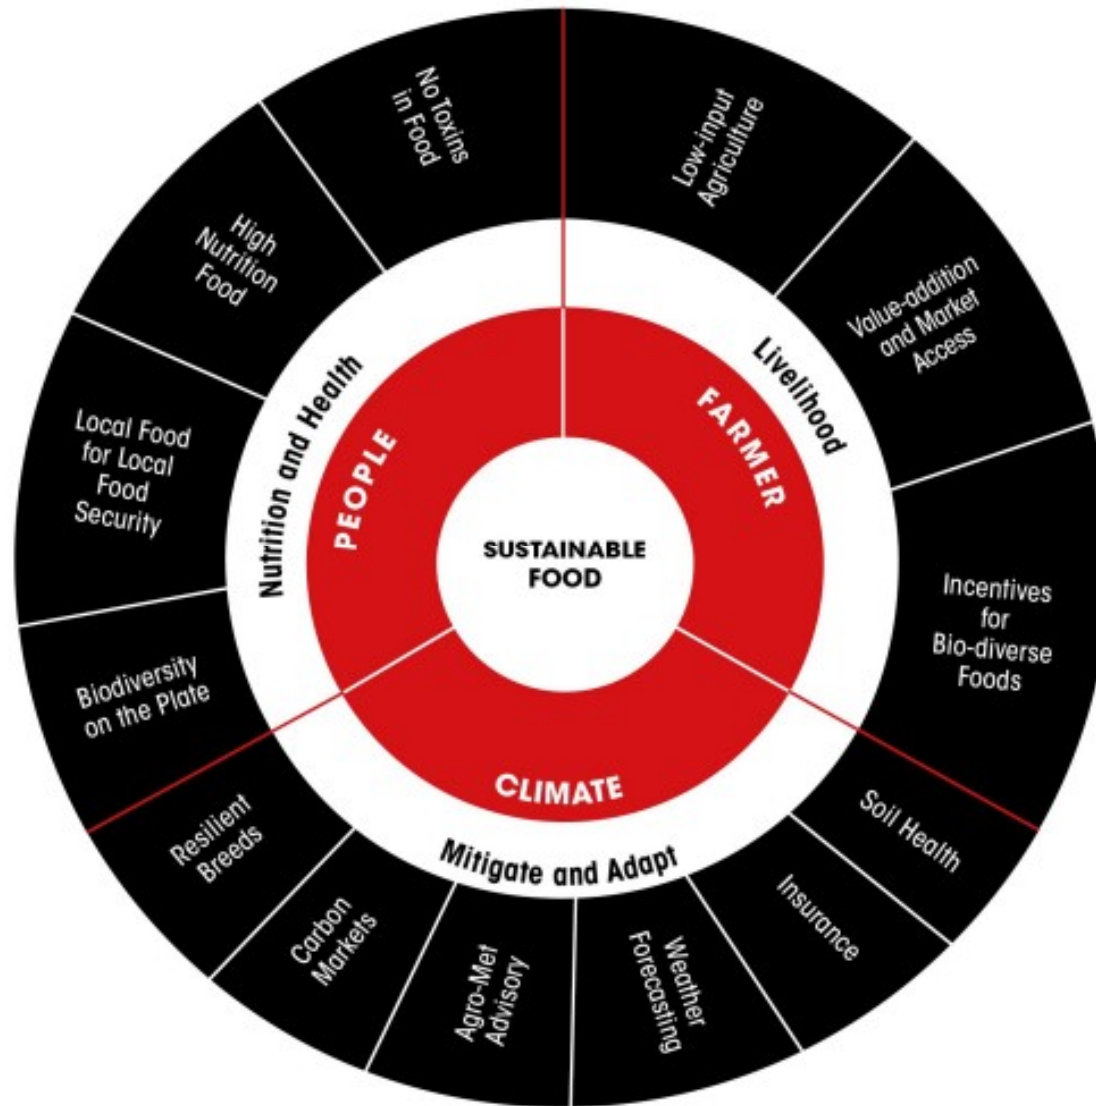 SUSTAINABLE
FOOD
PEOPLE
FARMER
CLIMATE
Nutrition and Health
Livelihood
Mitigate and Adapt
No Toxins
in Food
Low-input
Agriculture
Value-addition
and Market
Access
Incentives
for
Bio-diverse
Foods
Soil Health
Insurance
Weather
Forecasting
Agro-Met
Advisory
Carbon
Markets
Resilient
Breeds
Biodiversity
on the Plate
Local Food
for Local
Food
Security
High
Nutrition
Food